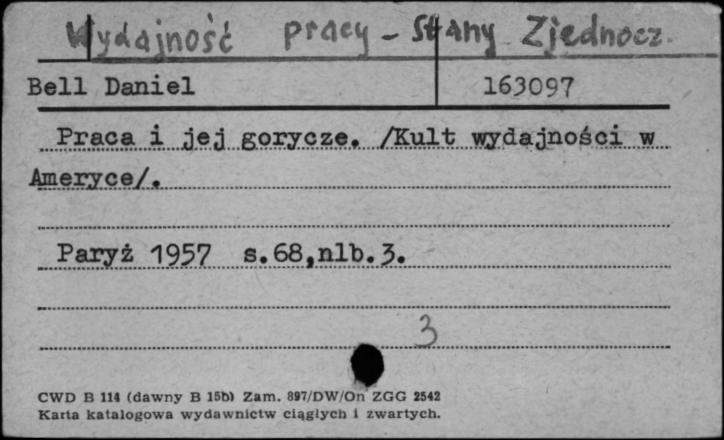 Wydajność pracy - Stany Zjednocz.
Bell Daniel 163097
Praca i jej gorycze. /Kult wydajności w
Ameryce/.
Paryż 1957 s.68,nlb.3.
3
CWD B 114 (dawny B 15b) Zam. 897/DW/On ZGG 2542
Karta katalogowa wydawnictw ciągłych i zwartych.